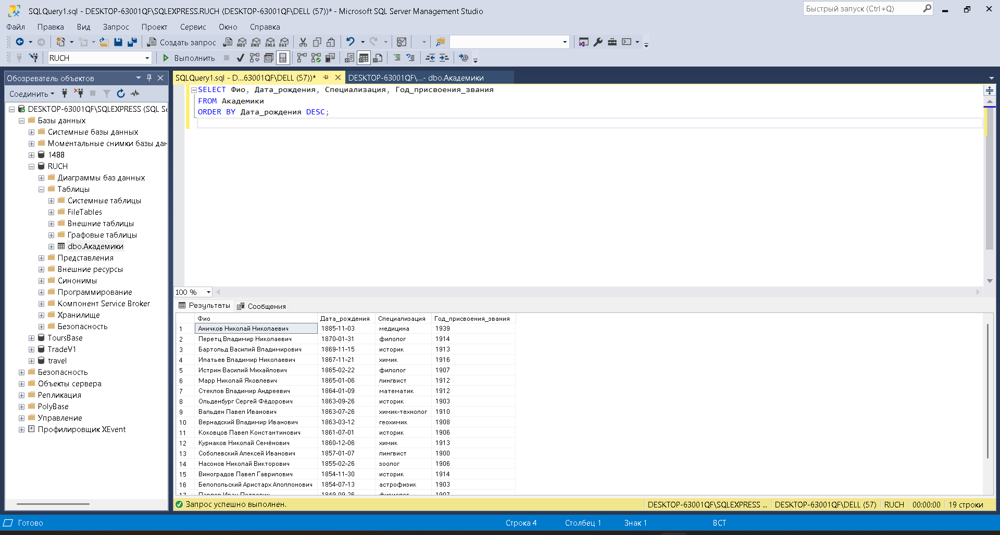 SQLQuery1.sql - DESKTOP-63001QF\SQLEXPRESS.RUCH (DESKTOP-63001QF\DELL (57))* - Microsoft SQL Server Management Studio
Быстрый запуск (Ctrl+Q)
Файл Правка Вид Запрос Проект Сервис Окно Справка
Создать запрос MDX DMX XMLA DAX
RUCH Выполнить
Обозреватель объектов
Соединить
DESKTOP-63001QF\SQLEXPRESS (SQL Se
Базы данных
Системные базы данных
Моментальные снимки базы дан
1488
RUCH
Диаграммы баз данных
Таблицы
Системные таблицы
FileTables
Внешние таблицы
Графовые таблицы
dbo.Академики
Представления
Внешние ресурсы
Синонимы
Программирование
Компонент Service Broker
Хранилище
Безопасность
ToursBase
TradeV1
travel
Безопасность
Объекты сервера
Репликация
PolyBase
Управление
Профилировщик XEvent
SQLQuery1.sql - D...63001QF\DELL (57))* DESKTOP-63001QF\...- dbo.Академики
SELECT Фио, Дата_рождения, Специализация, Год_присвоения_звания
FROM Академики
ORDER BY Дата_рождения DESC;
100 %
Результаты Сообщения
Фио Дата_рождения Специализация Год_присвоения_звания
1 Аничков Николай Николаевич 1885-11-03 медицина 1939
2 Перетц Владимир Николаевич 1870-01-31 филолог 1914
3 Бартольд Василий Владимирович 1869-11-15 историк 1913
4 Ипатьев Владимир Николаевич 1867-11-21 химик 1916
5 Истрин Василий Михайлович 1865-02-22 филолог 1907
6 Марр Николай Яковлевич 1865-01-06 лингвист 1912
7 Стеклов Владимир Андреевич 1864-01-09 математик 1912
8 Ольденбург Сергей Фёдорович 1863-09-26 историк 1903
9 Вальден Павел Иванович 1863-07-26 химик-технолог 1910
10 Вернадский Владимир Иванович 1863-03-12 геохимик 1908
11 Коковцов Павел Константинович 1861-07-01 историк 1906
12 Курнаков Николай Семёнович 1860-12-06 химик 1913
13 Соболевский Алексей Иванович 1857-01-07 лингвист 1900
14 Насонов Николай Викторович 1855-02-26 зоолог 1906
15 Виноградов Павел Гаврилович 1854-11-30 историк 1914
16 Белопольский Аристарх Аполлонович 1854-07-13 астрофизик 1903
17 Павлов Иван Петрович 1849-09-26 физиолог 1907
Запрос успешно выполнен. DESKTOP-63001QF\SQLEXPRESS ... DESKTOP-63001QF\DELL (57) RUCH 00:00:00 19 строки
Готово Строка 4 Столбец 1 Знак 1 ВСТ